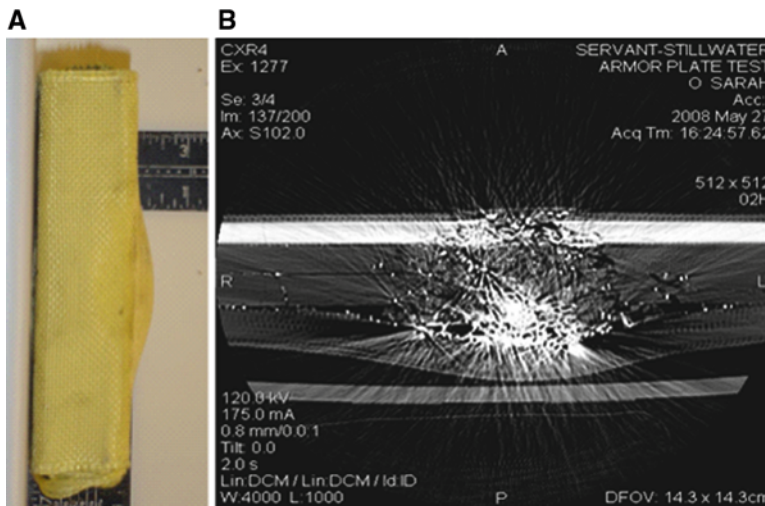 A
B
3
CXR4
Ex: 1277
Se: 3/4
Im: 137/200
Ax: S102.0
A
SERVANT-STILLWATER
ARMOR PLATE TEST
O SARAH
Acc:
2008 May 27
Acq Tm: 16:24:57.62
512 x 512
02H
R
L
120.0 kV
175.0 mA
0.8 mm/0.0:1
Tilt: 0.0
2.0 s
Lin:DCM / Lin:DCM / Id:ID
W:4000 L:1000
P
DFOV: 14.3 x 14.3cm